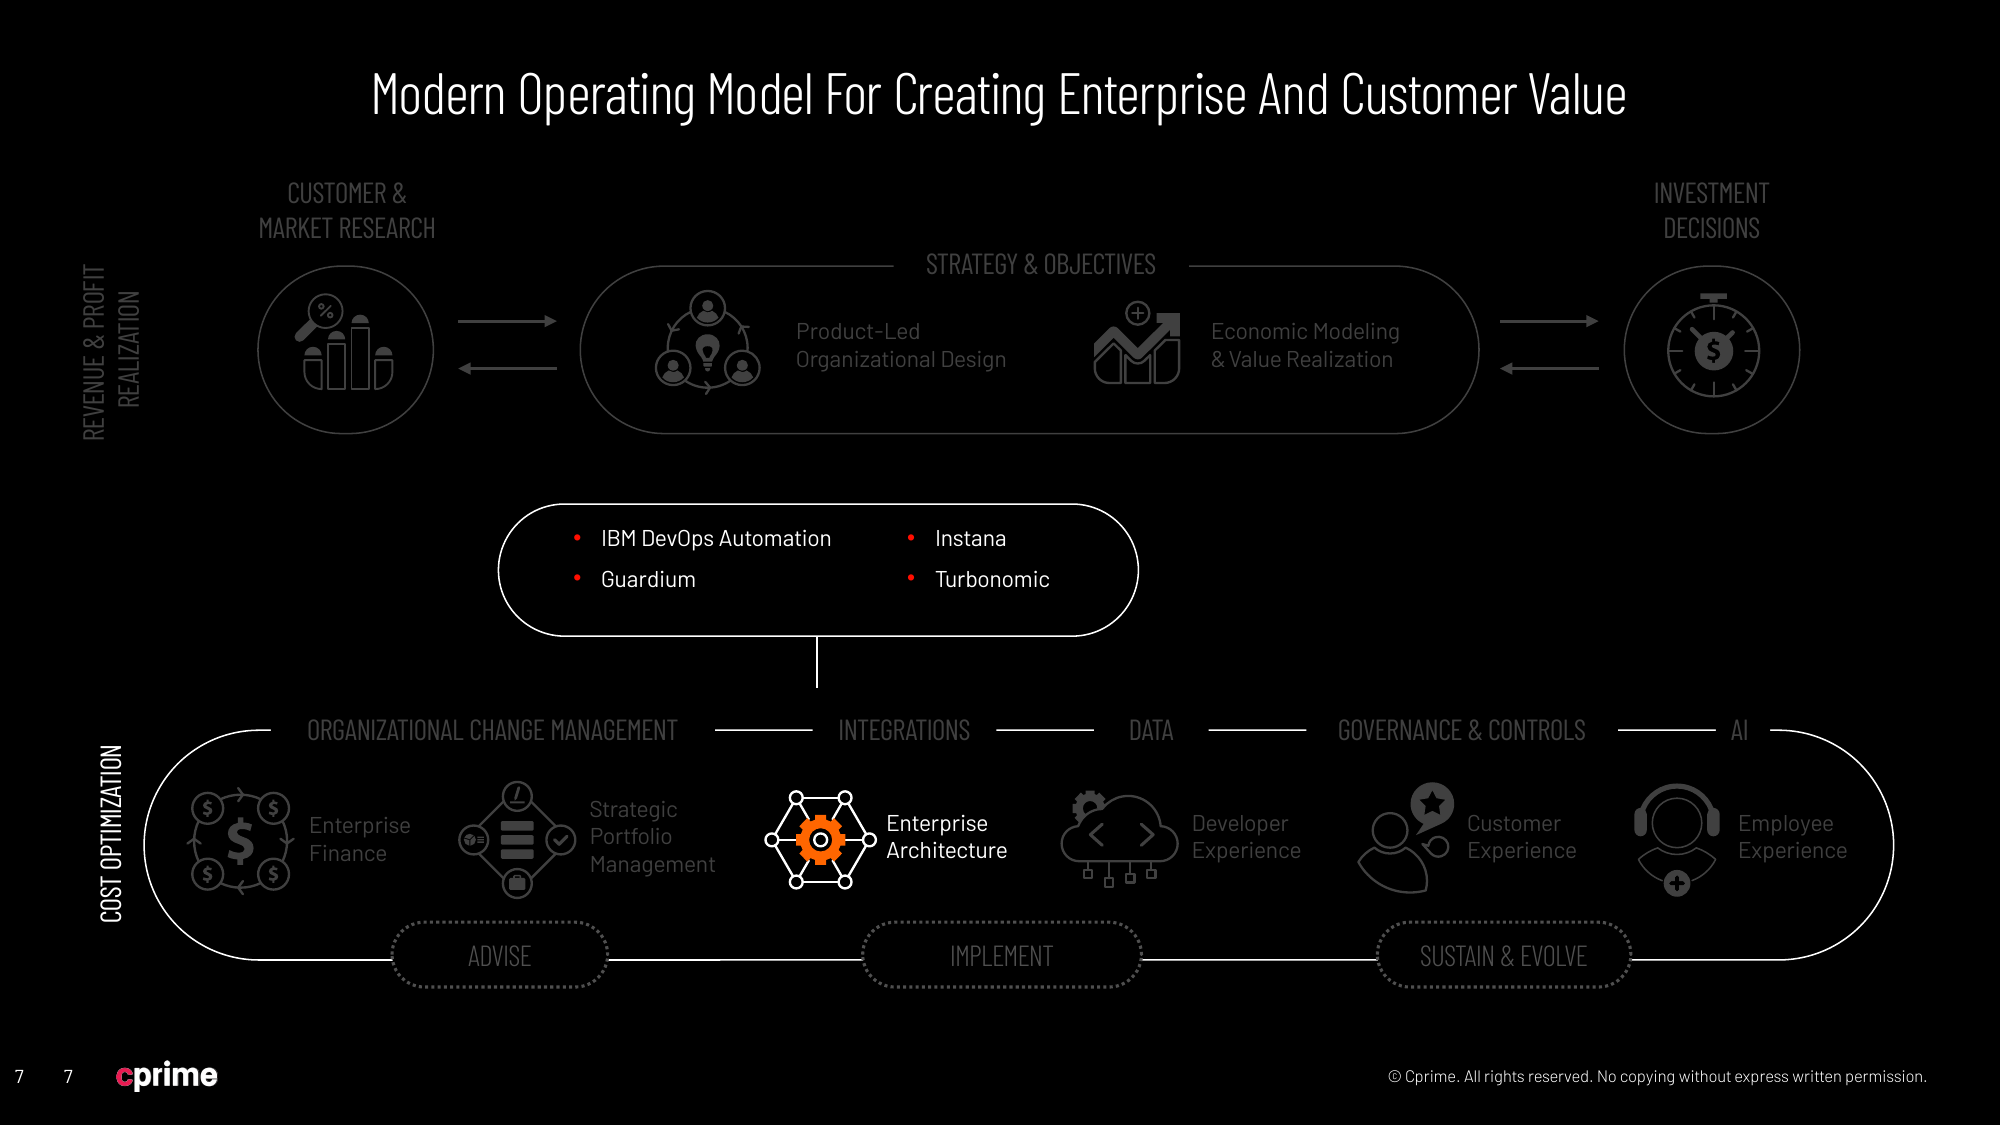 Modern Operating Model For Creating Enterprise And Customer Value
CUSTOMER &
MARKET RESEARCH
INVESTMENT
DECISIONS
REVENUE & PROFIT
REALIZATION
STRATEGY & OBJECTIVES
%
Product-Led
Organizational Design
Economic Modeling
& Value Realization
$
• IBM DevOps Automation
• Guardium
• Instana
• Turbonomic
COST OPTIMIZATION
ORGANIZATIONAL CHANGE MANAGEMENT
INTEGRATIONS
DATA
GOVERNANCE & CONTROLS
AI
$ $
$
$ $
Enterprise
Finance
Strategic
Portfolio
Management
Enterprise
Architecture
Developer
Experience
Customer
Experience
Employee
Experience
ADVISE
IMPLEMENT
SUSTAIN & EVOLVE
7 7
cprime
© Cprime. All rights reserved. No copying without express written permission.